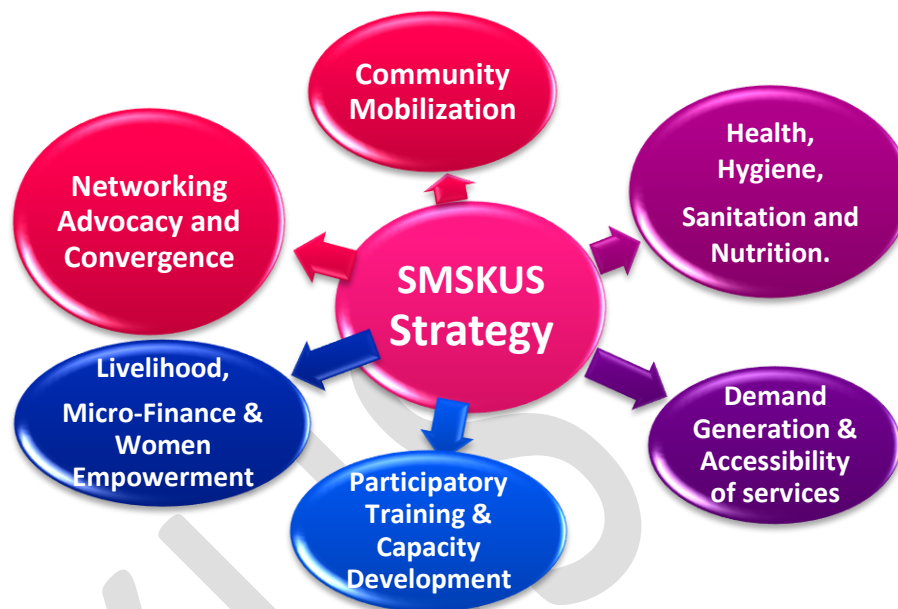 Community
Mobilization
Health,
Hygiene,
Sanitation and
Nutrition.
Networking
Advocacy and
Convergence
SMSKUS
Strategy
Livelihood,
Micro-Finance &
Women
Empowerment
Demand
Generation &
Accessibility
of services
Participatory
Training &
Capacity
Development